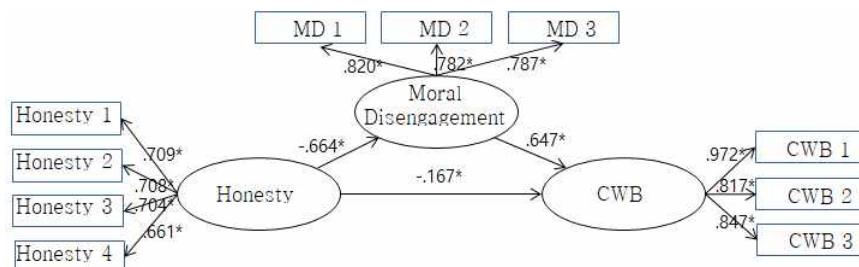 MD 1
MD 2
MD 3
.820*
.782*
.787*
Moral
Disengagement
Honesty 1
Honesty 2
Honesty 3
Honesty 4
.709*
.708*
.704*
.661*
-.664*
.647*
Honesty
-.167*
CWB
.972*
.817*
.847*
CWB 1
CWB 2
CWB 3